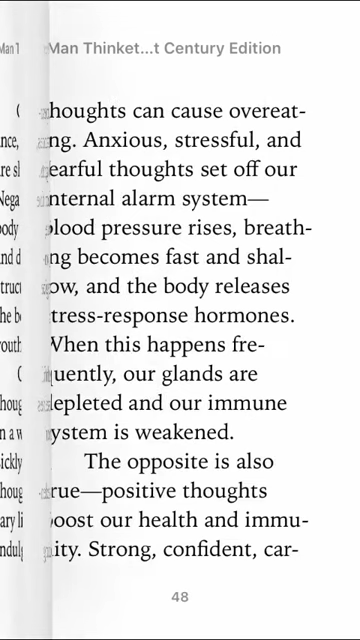 Man Thinket...t Century Edition
houghts can cause overeat-
ng. Anxious, stressful, and
earful thoughts set off our
nternal alarm system—
blood pressure rises, breath-
ng becomes fast and shal-
ow, and the body releases
tress-response hormones.
When this happens fre-
quently, our glands are
depleted and our immune
ystem is weakened.
The opposite is also
rue—positive thoughts
boost our health and immu-
ity. Strong, confident, car-
48